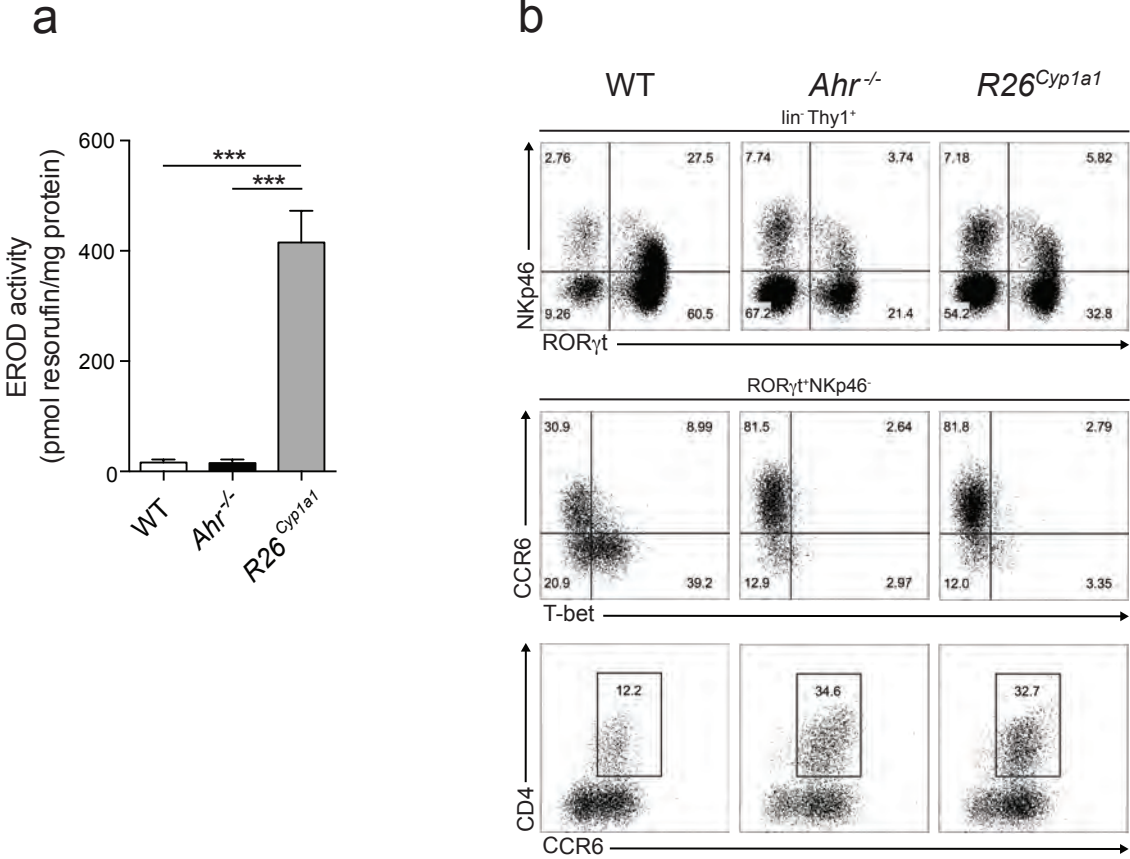 a
b
WT
Ahr -/-
R26 Cyp1a1
lin- Thy1+
600
400
200
0
EROD activity
(pmol resorufin/mg protein)
***
***
WT
Ahr -/-
R26 Cyp1a1
NKp46
2.76 27.5
9.26 60.5
7.74 3.74
67.2 21.4
7.18 5.82
54.2 32.8
RORγt
RORγt+NKp46-
CCR6
30.9 8.99
20.9 39.2
81.5 2.64
12.9 2.97
81.8 2.79
12.0 3.35
T-bet
CD4
12.2
34.6
32.7
CCR6